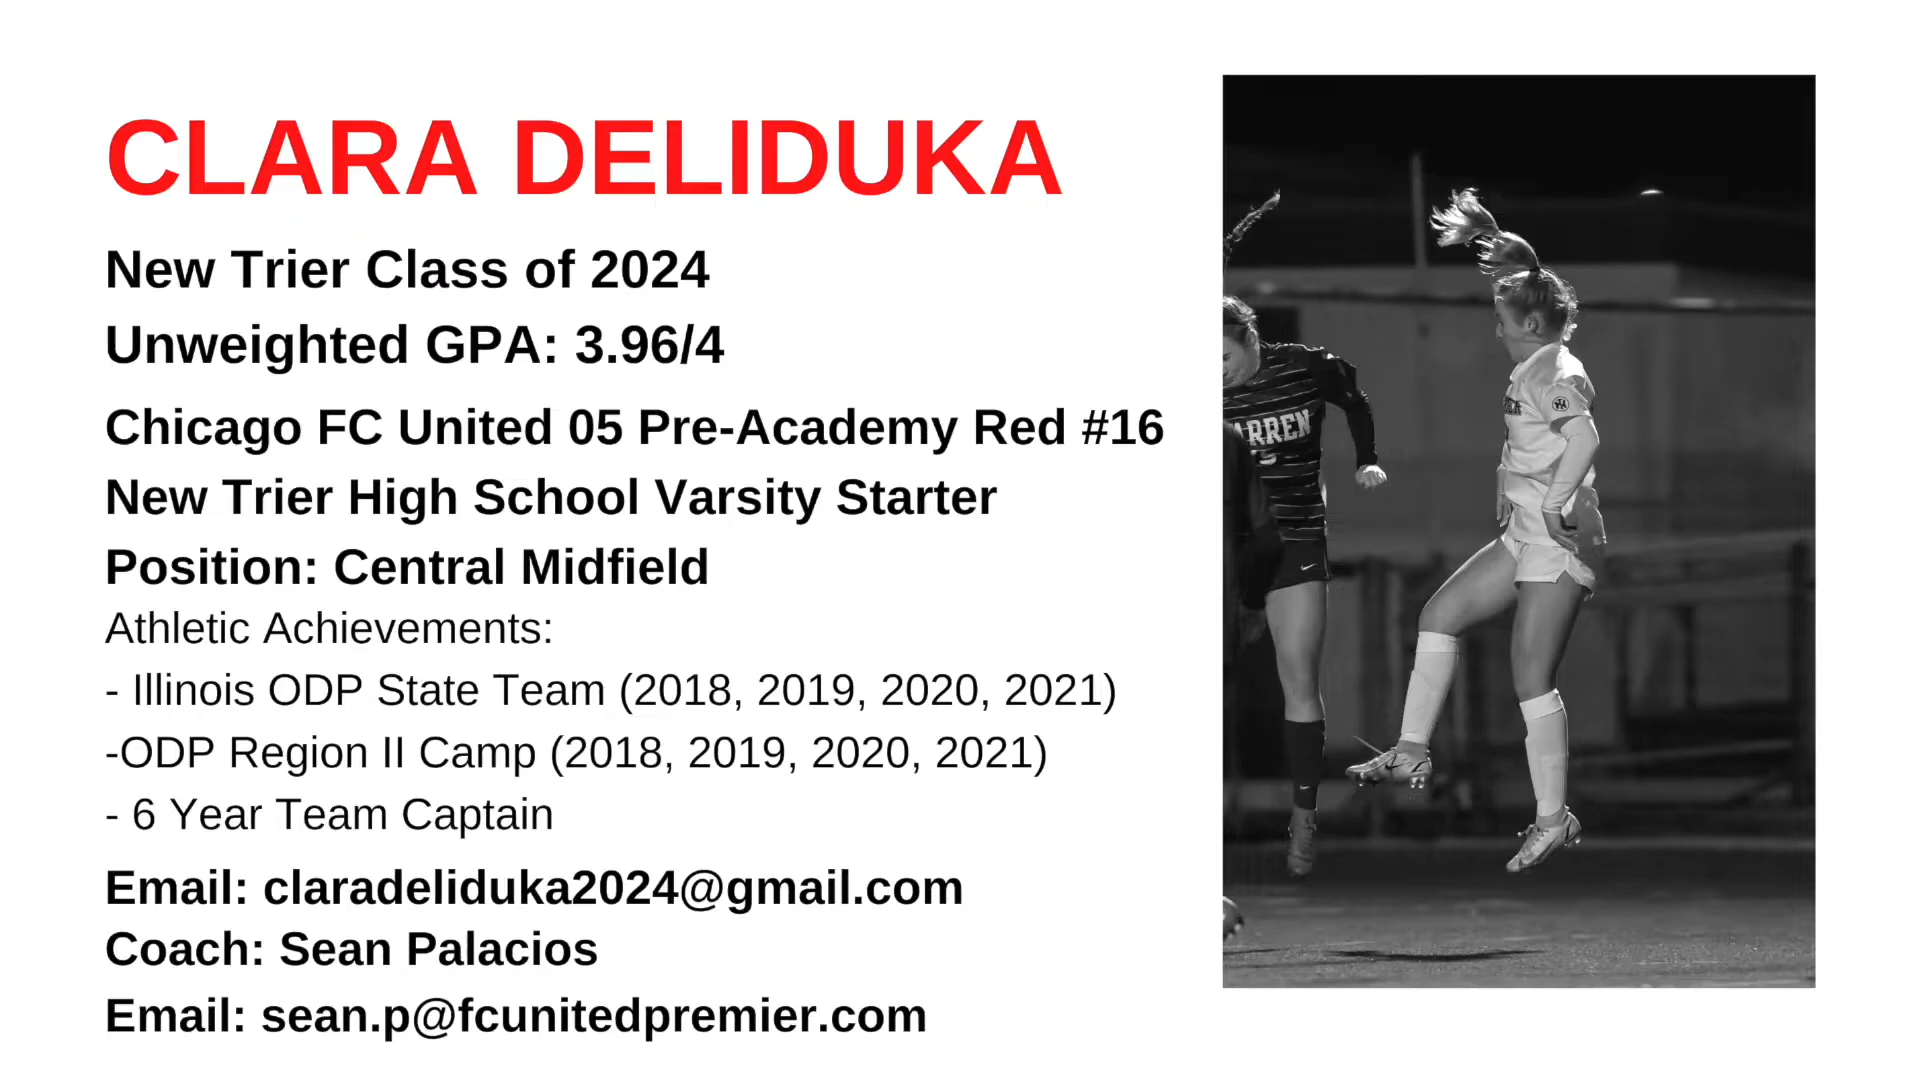 CLARA DELIDUKA
New Trier Class of 2024
Unweighted GPA: 3.96/4
Chicago FC United 05 Pre-Academy Red #16
New Trier High School Varsity Starter
Position: Central Midfield
Athletic Achievements:
- Illinois ODP State Team (2018, 2019, 2020, 2021)
-ODP Region II Camp (2018, 2019, 2020, 2021)
- 6 Year Team Captain
Email: claradeliduka2024@gmail.com
Coach: Sean Palacios
Email: sean.p@fcunitedpremier.com
ARREN